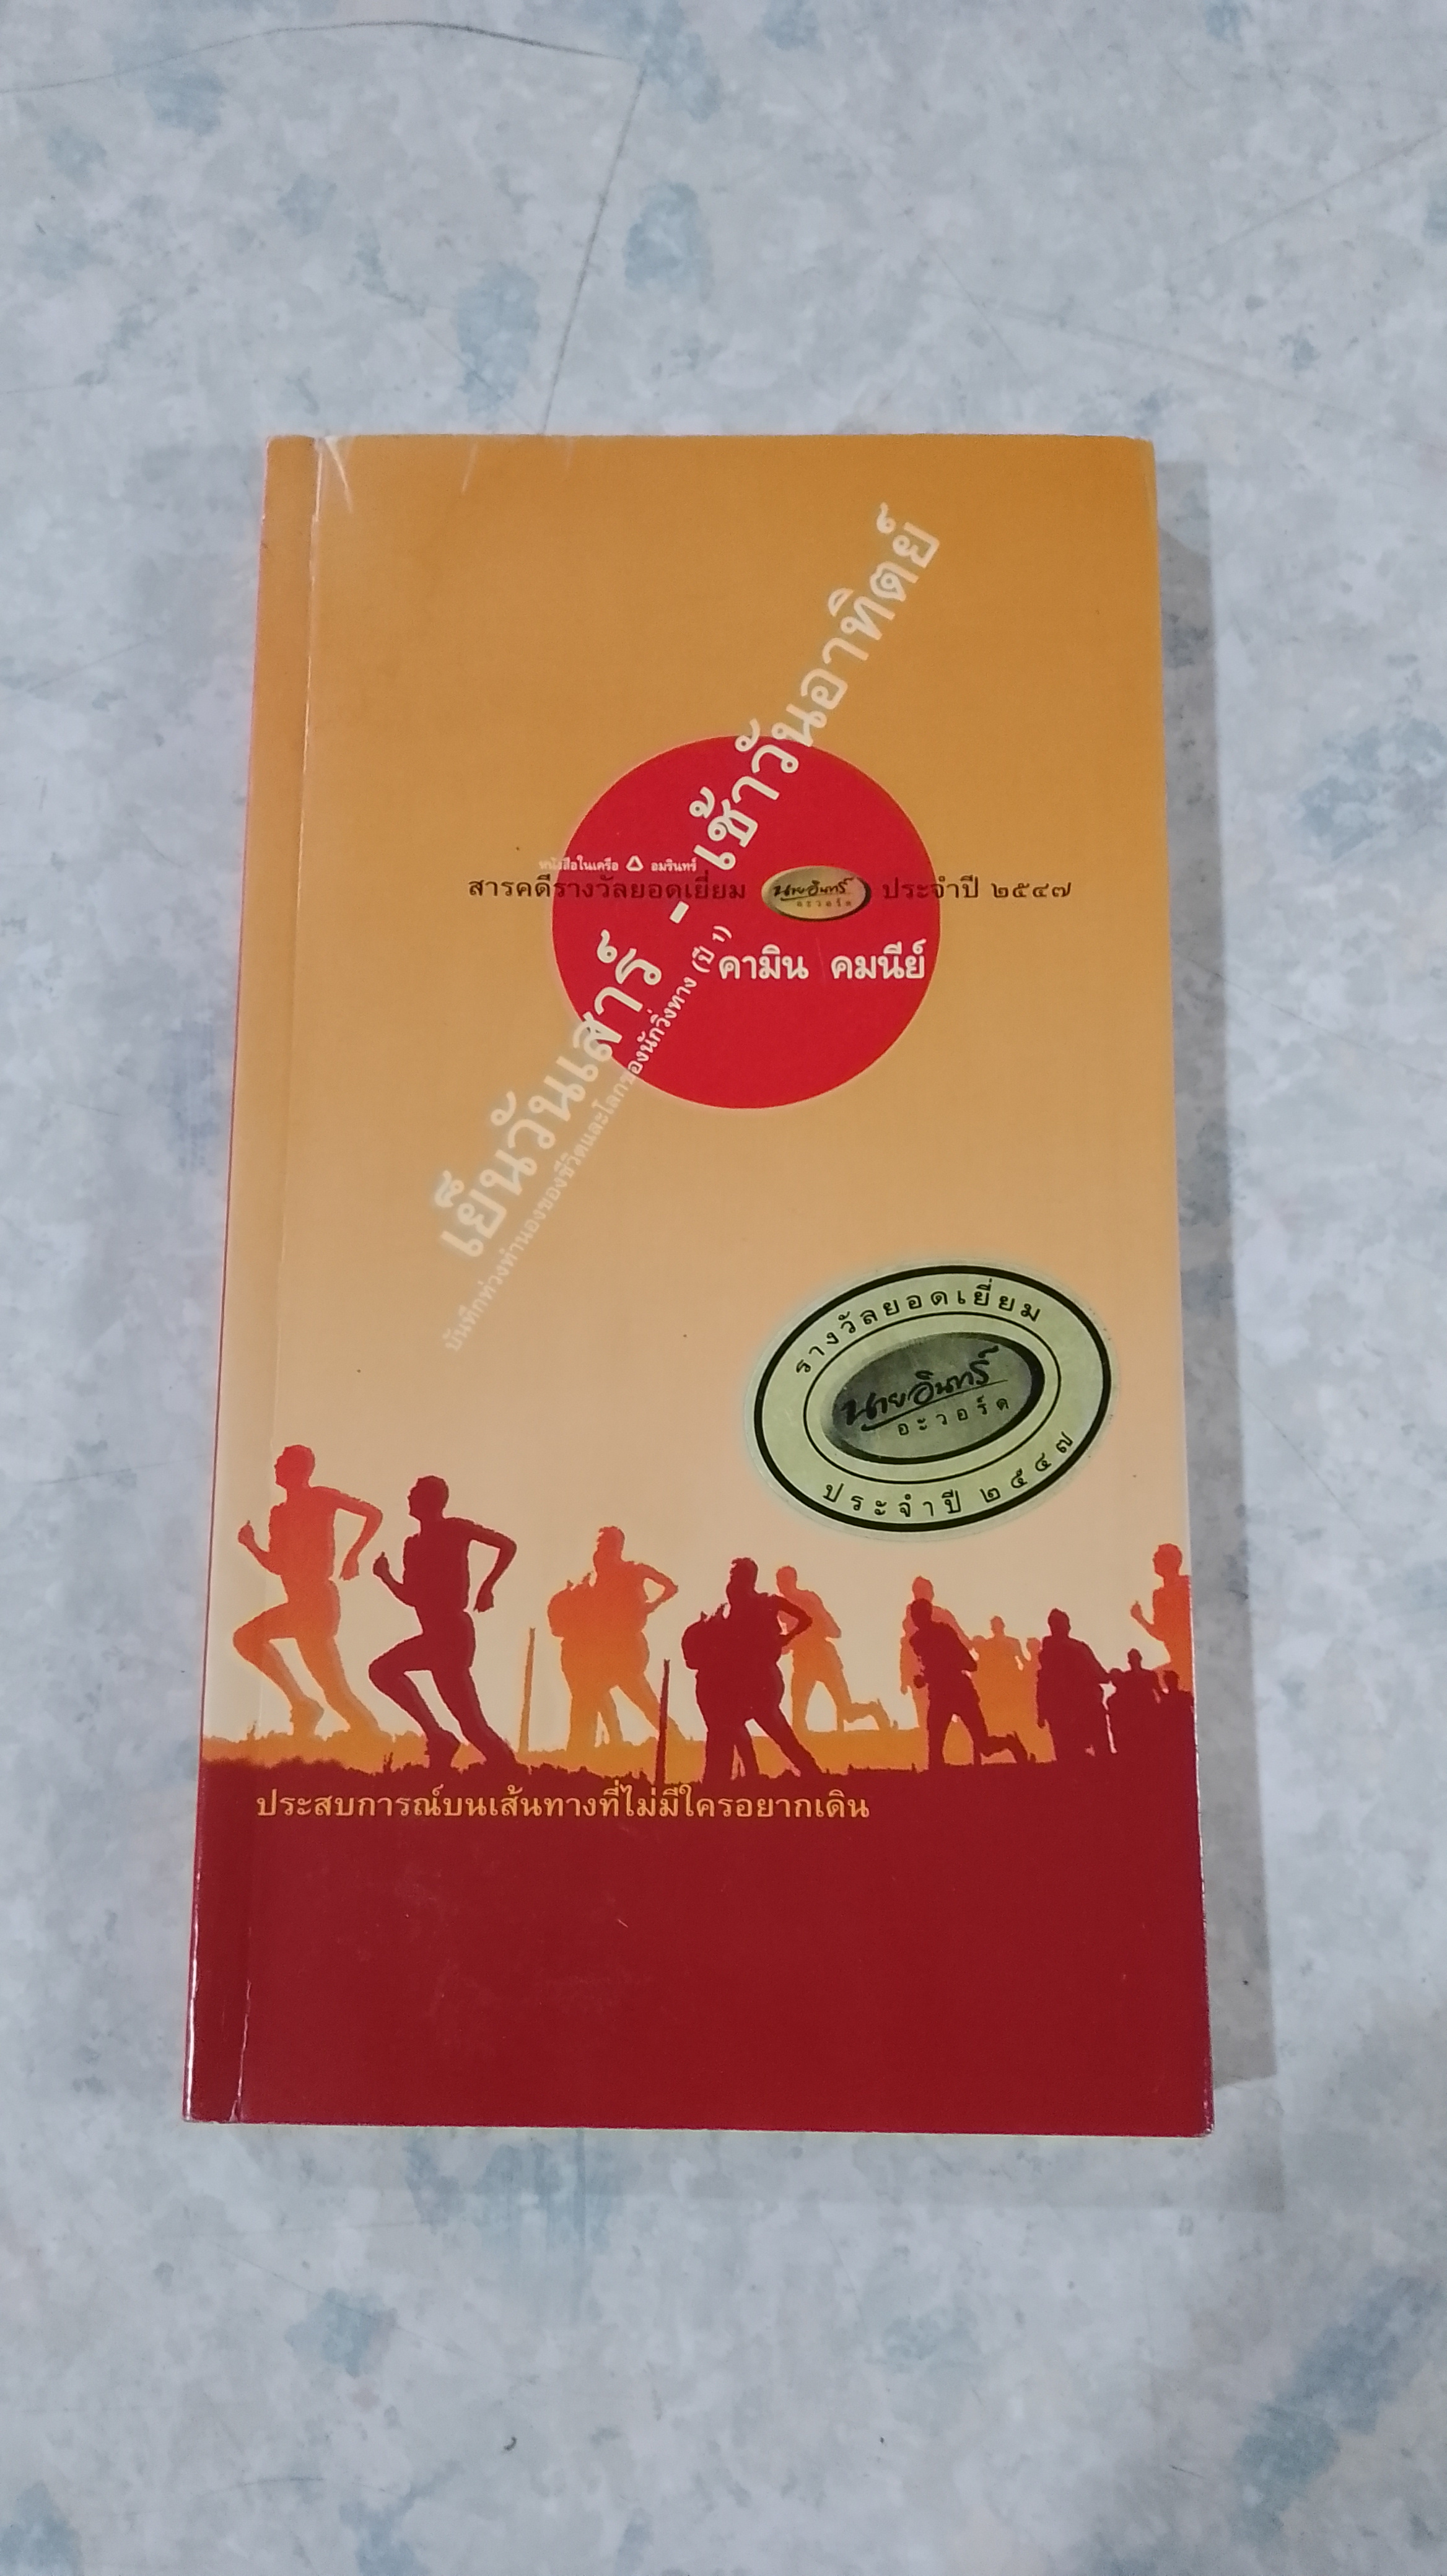 เย็นวันเสาร์ - เช้าวันอาทิตย์
บันทึกท่วงทำนองของชีวิตและโลกของนักวิ่งทาง (ปี ๑)
หนังสือในเครือ อมรินทร์
สารคดีรางวัลยอดเยี่ยม นายอินทร์ อะวอร์ด ประจำปี ๒๕๔๗
คามิน คมนีย์
รางวัลยอดเยี่ยม
นายอินทร์
อะวอร์ด
ประจำปี ๒๕๔๗
ประสบการณ์บนเส้นทางที่ไม่มีใครอยากเดิน